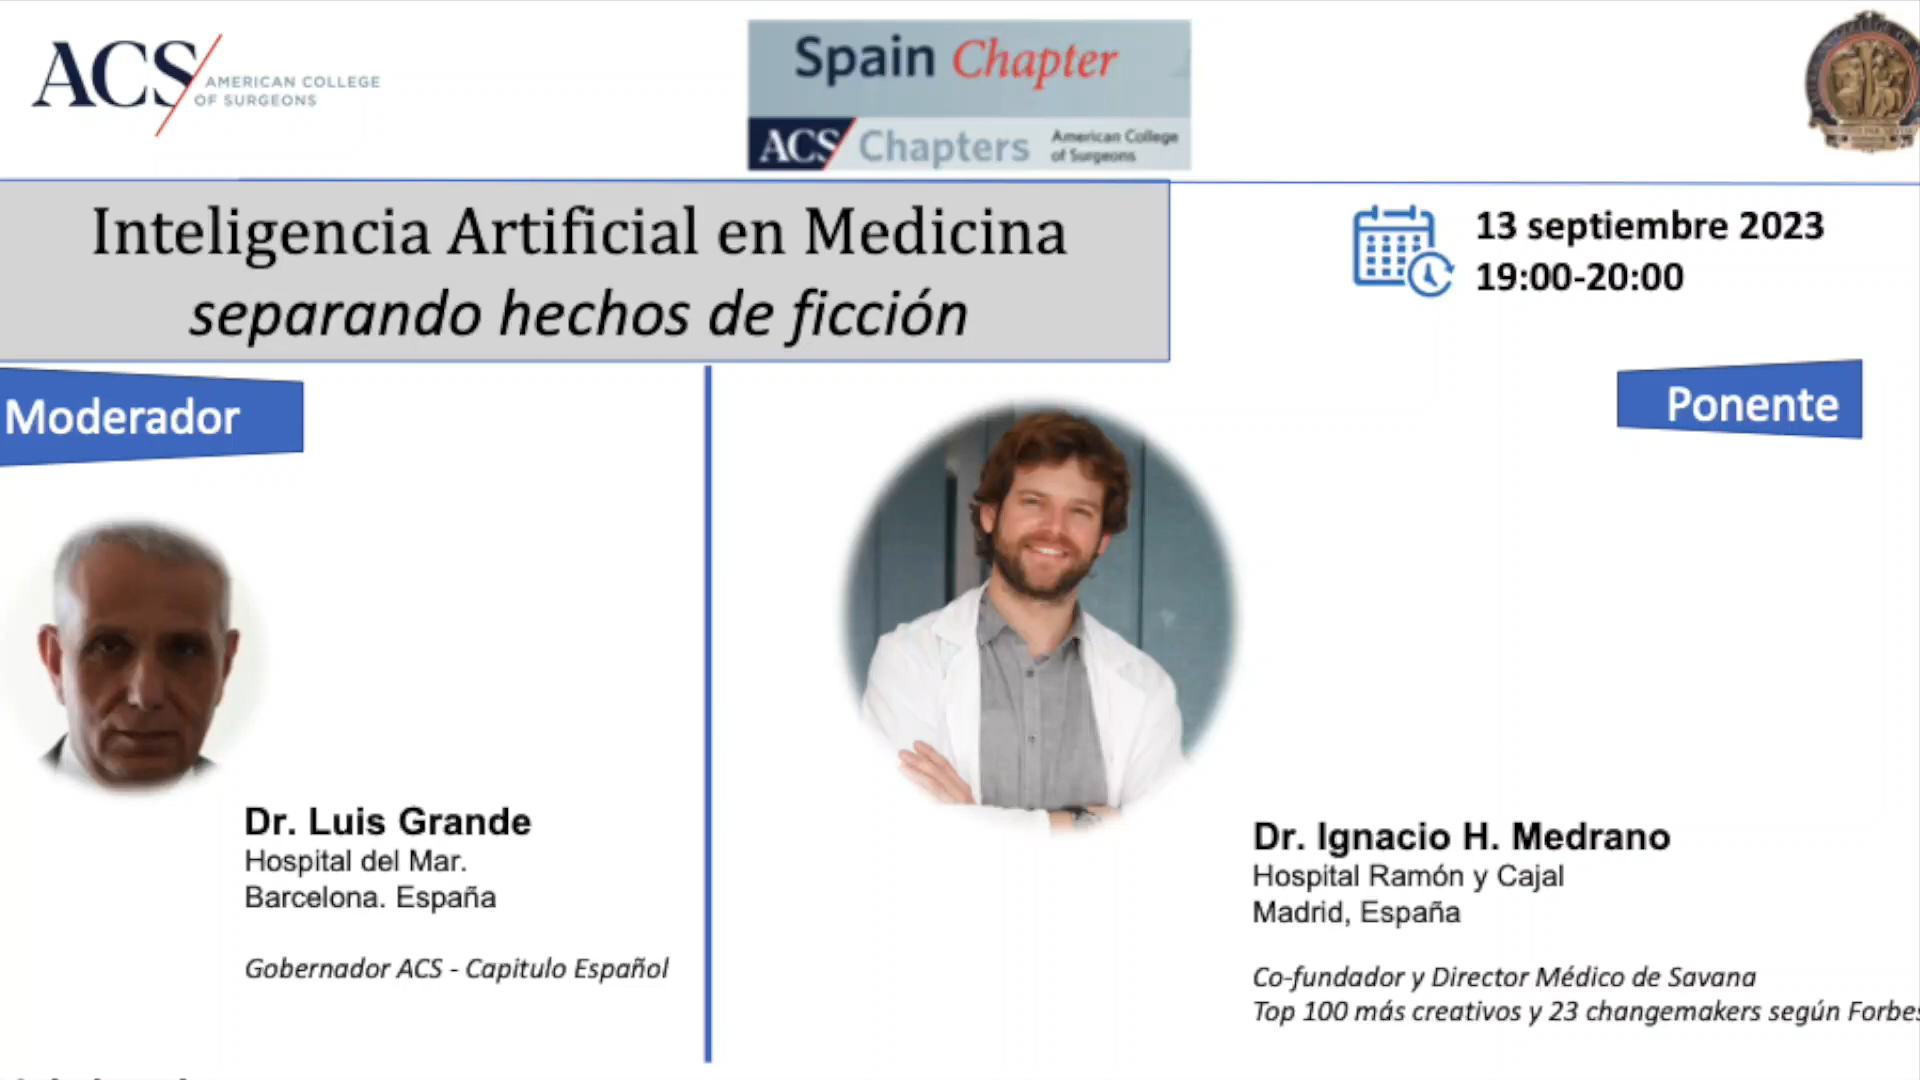 ACS
AMERICAN COLLEGE
OF SURGEONS
Spain Chapter
ACS Chapters
American College
of Surgeons
Inteligencia Artificial en Medicina
separando hechos de ficción
13 septiembre 2023
19:00-20:00
Moderador
Ponente
Dr. Luis Grande
Hospital del Mar.
Barcelona. España
Gobernador ACS - Capitulo Español
Dr. Ignacio H. Medrano
Hospital Ramón y Cajal
Madrid, España
Co-fundador y Director Médico de Savana
Top 100 más creativos y 23 changemakers según Forbes